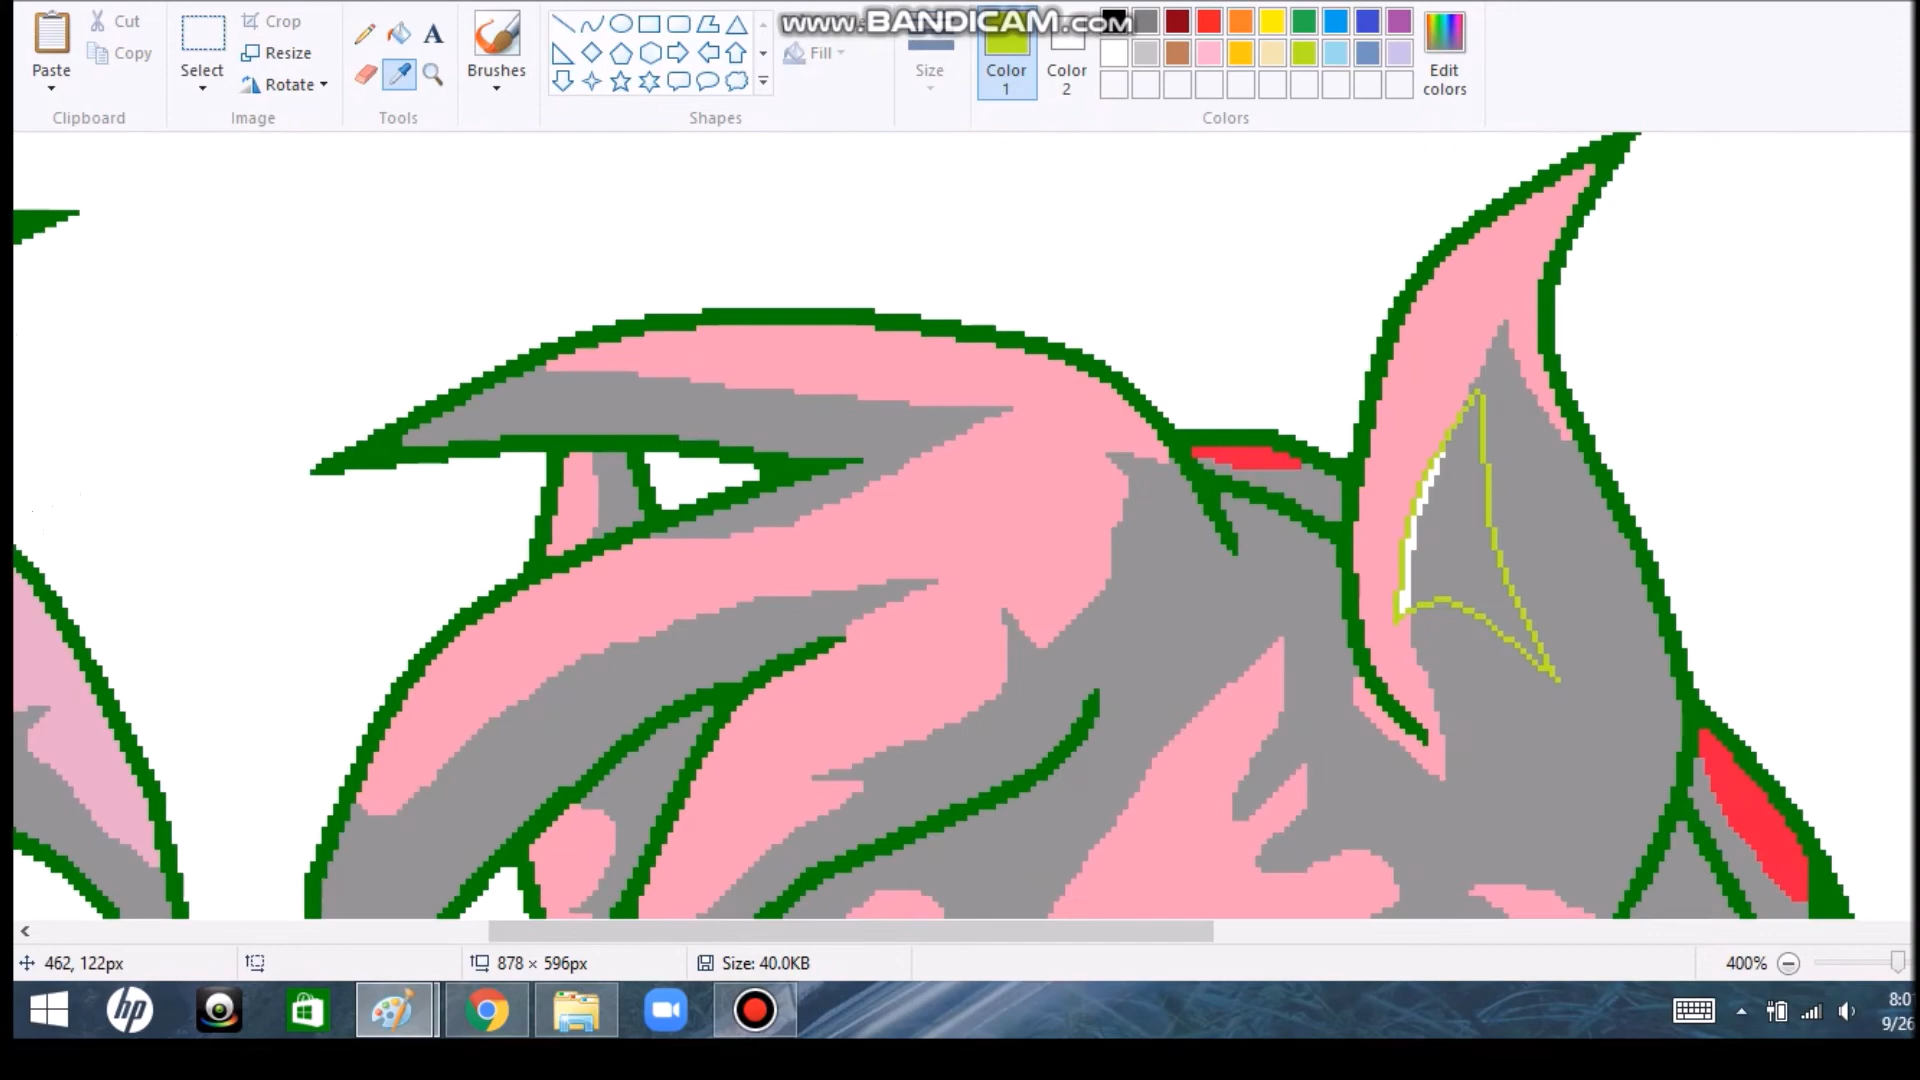 www.BANDICAM.com
Cut
Crop
Copy
Resize
Fill
Paste
Select
Rotate
Brushes
Size
Color
1
Color
2
Edit
colors
Clipboard
Image
Tools
Shapes
Colors
462, 122px
878 × 596px
Size: 40.0KB
400%
hp
8:0
9/26